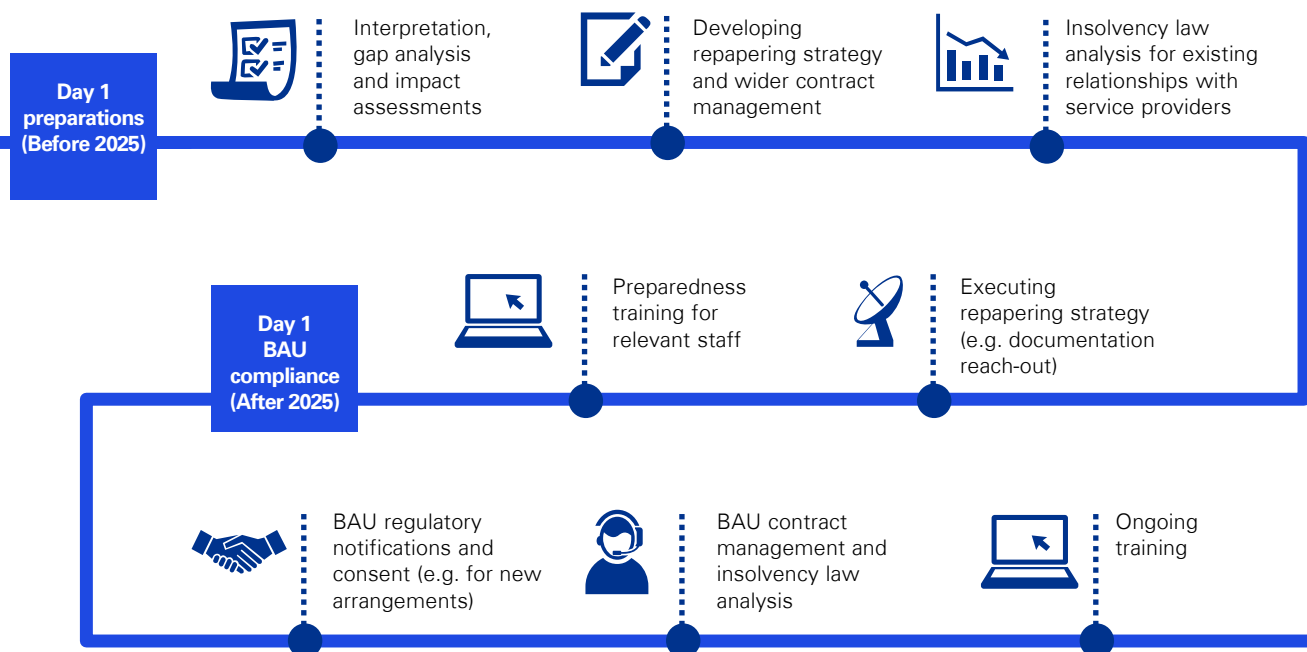 Day 1
preparations
(Before 2025)
Interpretation,
gap analysis
and impact
assessments
Developing
repapering strategy
and wider contract
management
Insolvency law
analysis for existing
relationships with
service providers
Executing
repapering strategy
(e.g. documentation
reach-out)
Preparedness
training for
relevant staff
Day 1
BAU
compliance
(After 2025)
BAU regulatory
notifications and
consent (e.g. for new
arrangements)
BAU contract
management and
insolvency law
analysis
Ongoing
training